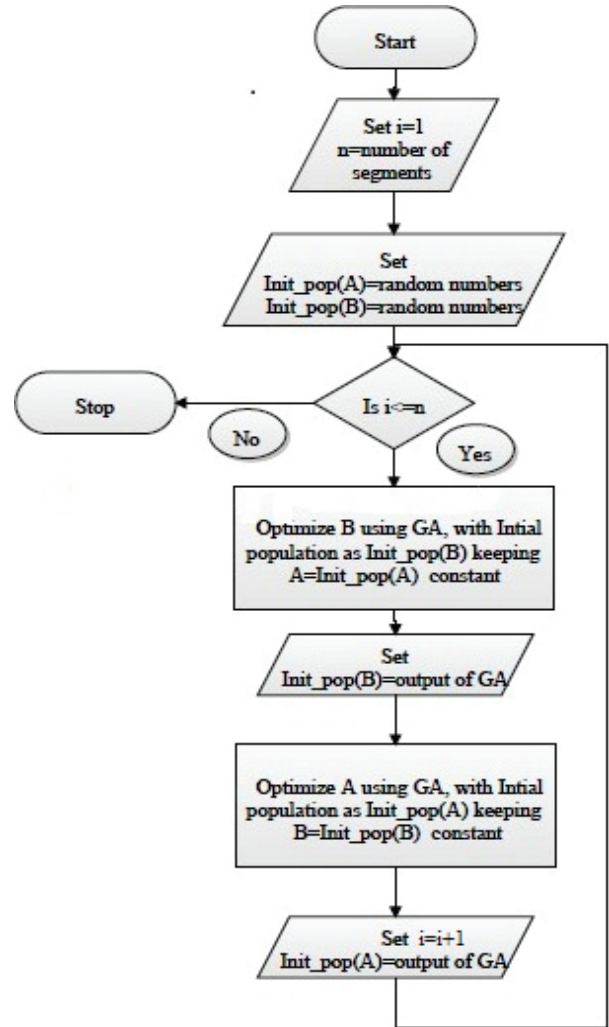 Start
Set i=1
n=number of
segments
Set
Init_pop(A)=random numbers
Init_pop(B)=random numbers
Is i<=n
Stop
No
Yes
Optimize B using GA, with Intial
population as Init_pop(B) keeping
A=Init_pop(A) constant
Set
Init_pop(B)=output of GA
Optimize A using GA, with Intial
population as Init_pop(A) keeping
B=Init_pop(B) constant
Set i=i+1
Init_pop(A)=output of GA